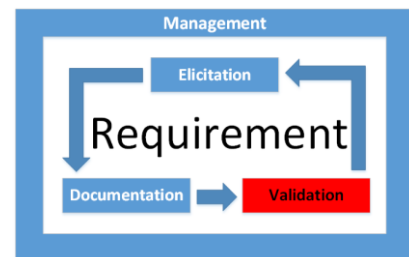 Management
Elicitation
Requirement
Documentation
Validation